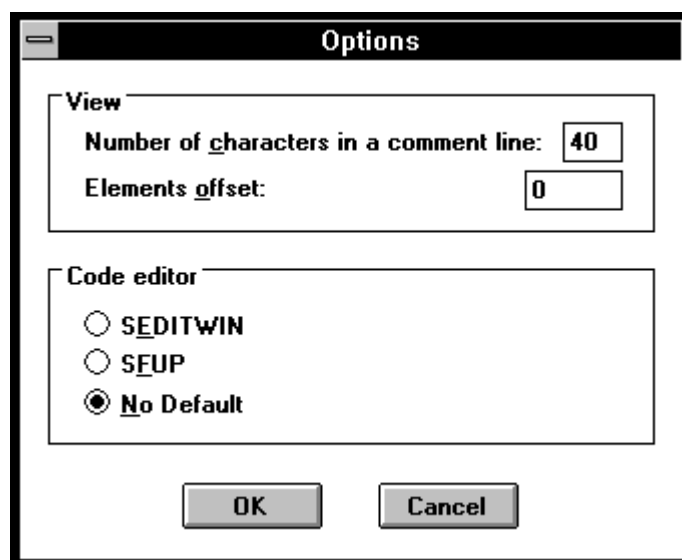 Options
View
Number of characters in a comment line: 40
Elements offset: 0
Code editor
SEDITWIN
SFUP
No Default
OK Cancel